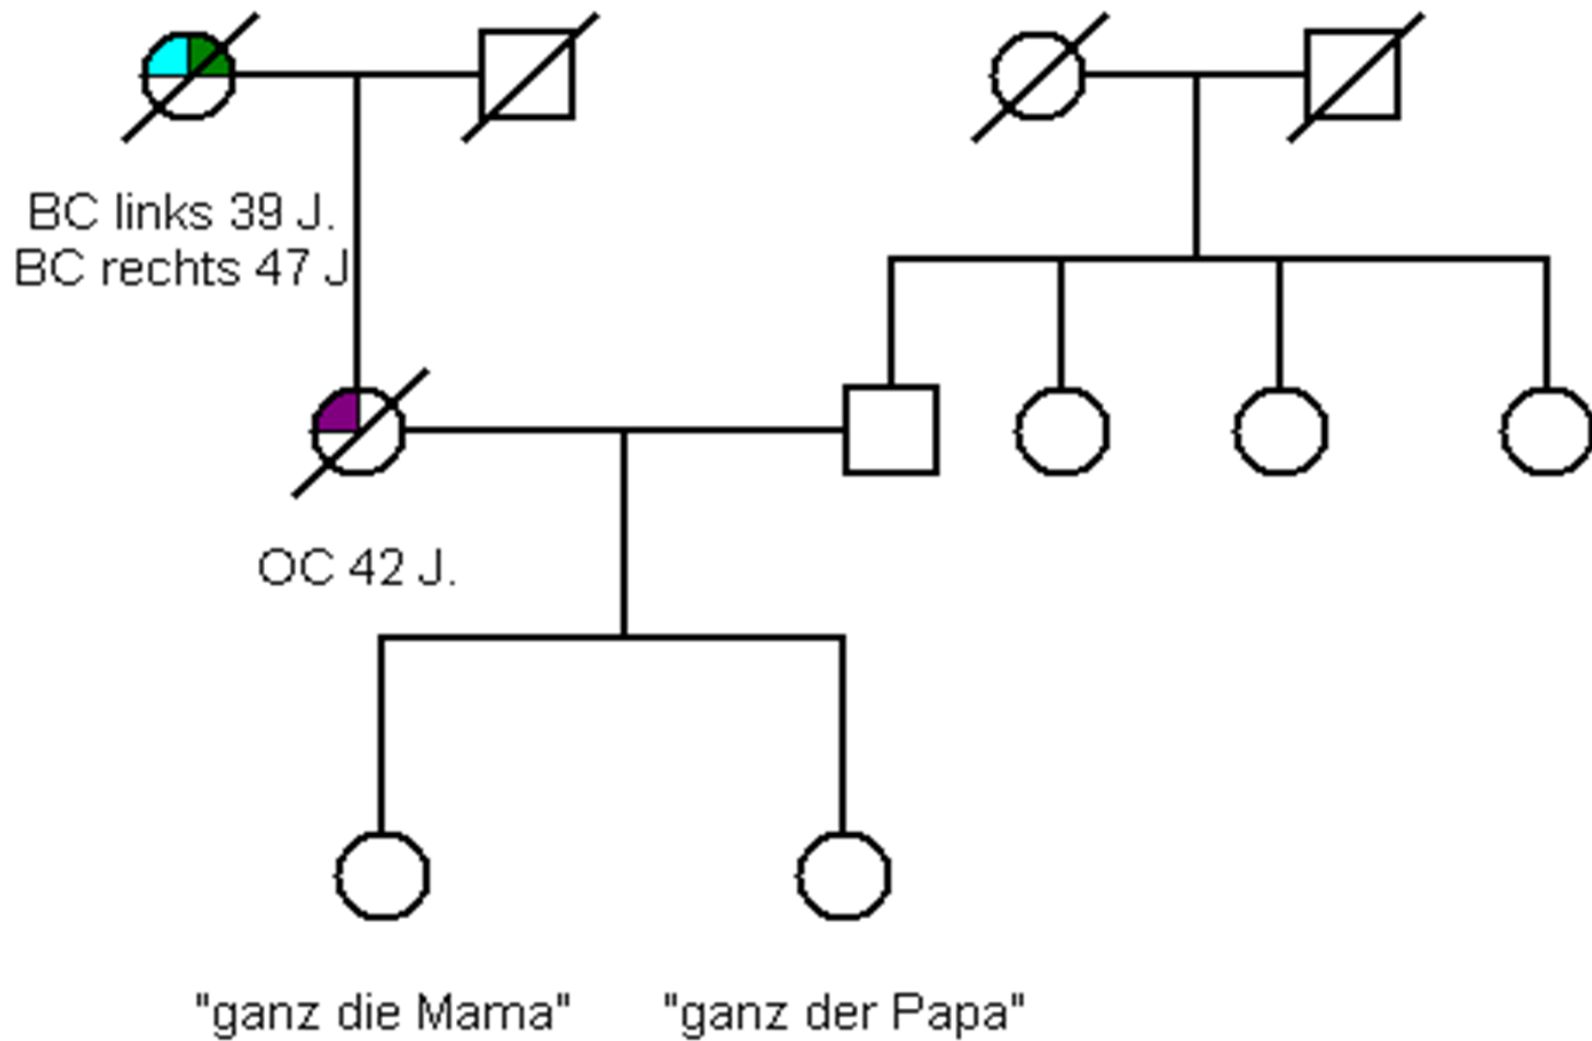 BC links 39 J.
BC rechts 47 J
OC 42 J.
"ganz die Mama"
"ganz der Papa"